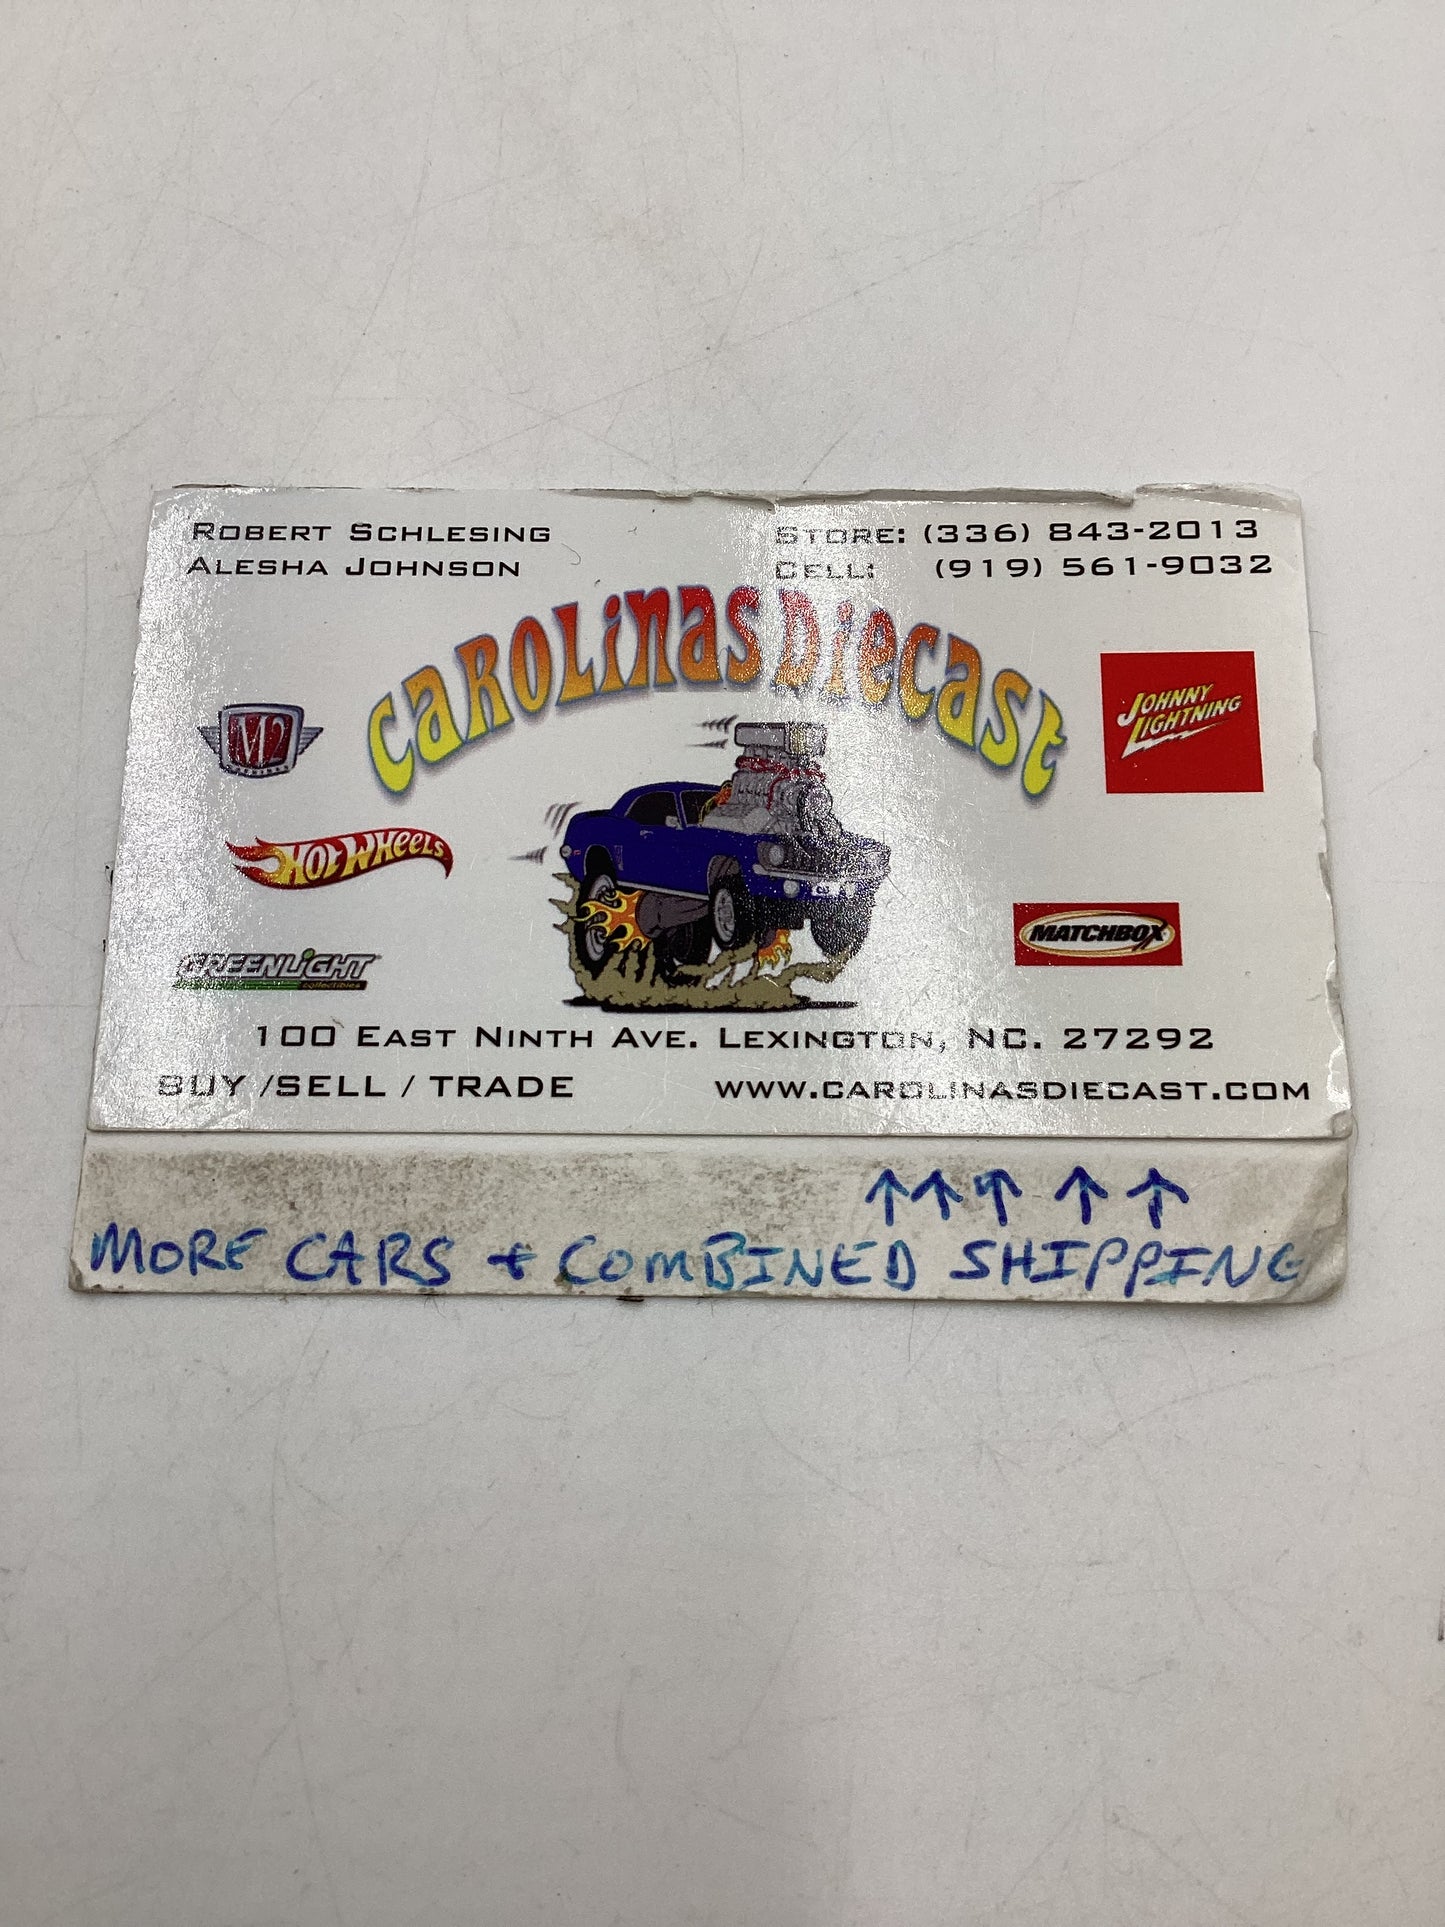 ROBERT SCHLESING
ALESHA JOHNSON
STORE: (336) 843-2013
CELL: (919) 561-9032
CAROLiNAS DiECAST
M2
MACHINES
JOHNNY
LIGHTNING
HOT WHEELS
MATCHBOX
GREENLiGHT
collectibles
100 EAST NINTH AVE. LEXINGTON, NC. 27292
BUY /SELL / TRADE
WWW.CAROLINASDIECAST.COM
↑↑↑ ↑ ↑
MORE CARS + COMBINED SHIPPING